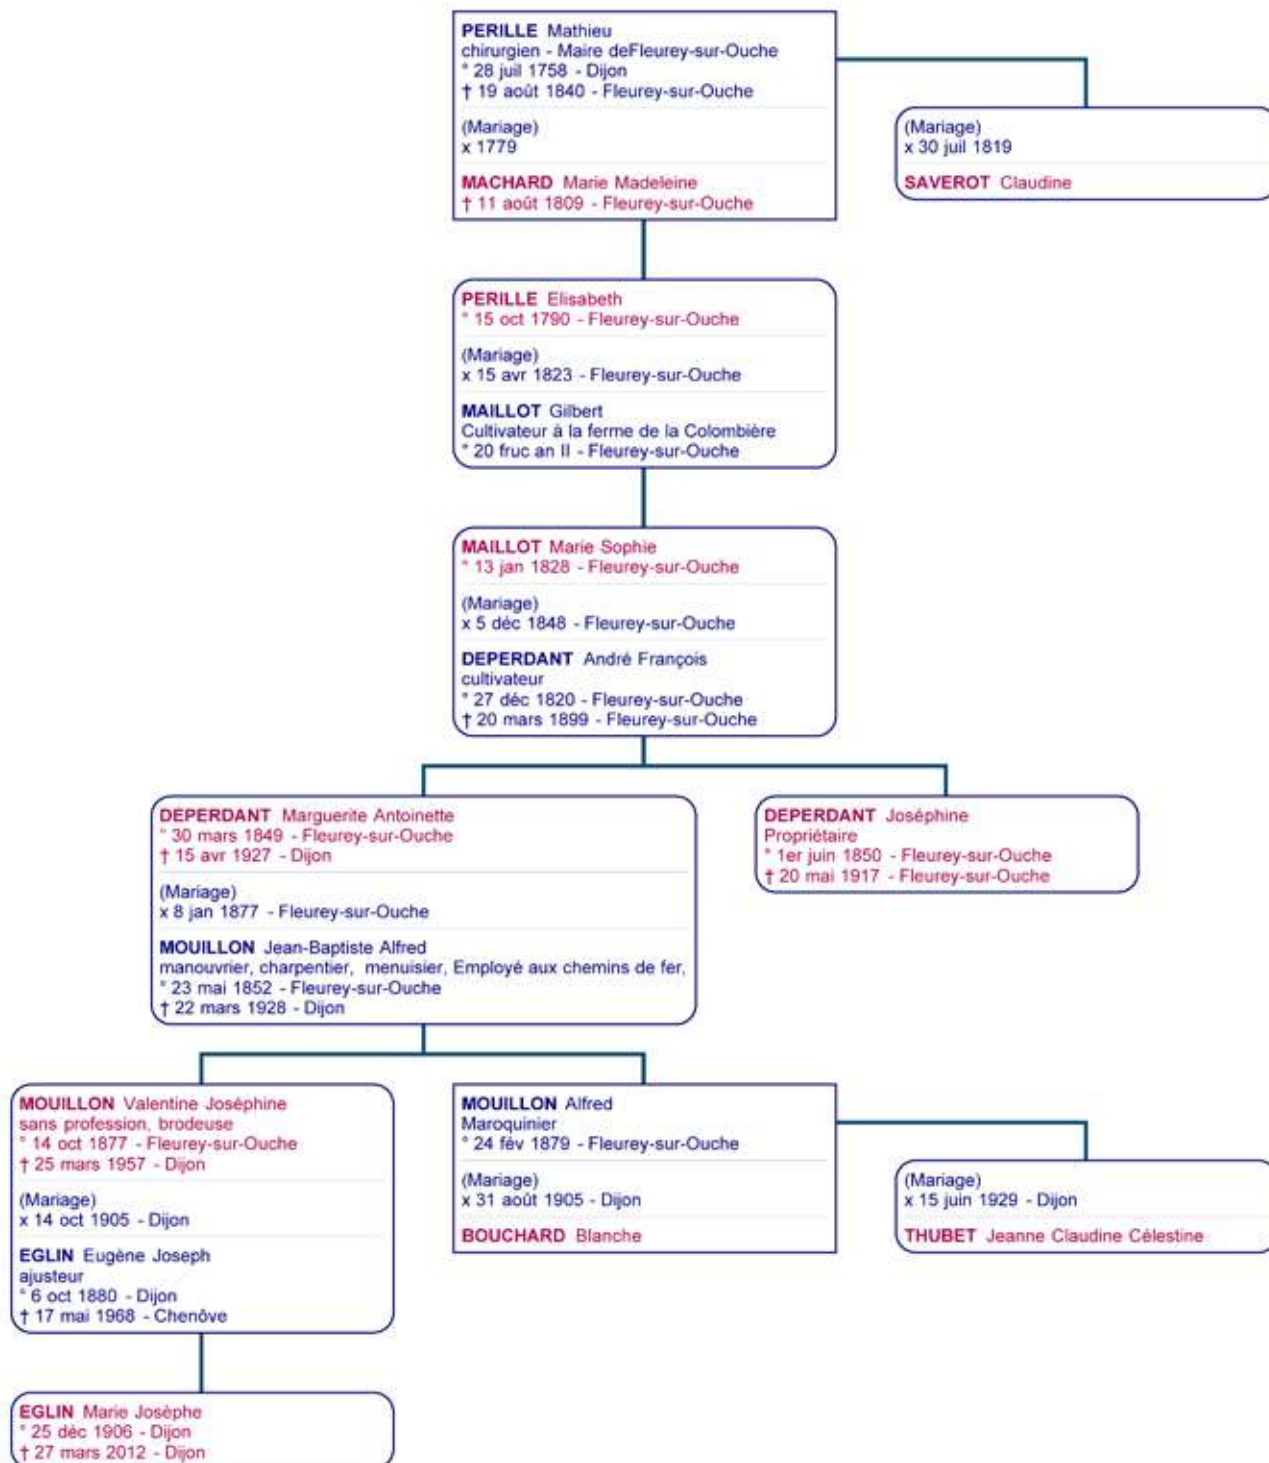 PERILLE Mathieu
chirurgien - Maire deFleurey-sur-Ouche
° 28 juil 1758 - Dijon
† 19 août 1840 - Fleurey-sur-Ouche
(Mariage)
x 1779
MACHARD Marie Madeleine
† 11 août 1809 - Fleurey-sur-Ouche
(Mariage)
x 30 juil 1819
SAVEROT Claudine
PERILLE Elisabeth
° 15 oct 1790 - Fleurey-sur-Ouche
(Mariage)
x 15 avr 1823 - Fleurey-sur-Ouche
MAILLOT Gilbert
Cultivateur à la ferme de la Colombière
° 20 fruc an II - Fleurey-sur-Ouche
MAILLOT Marie Sophie
° 13 jan 1828 - Fleurey-sur-Ouche
(Mariage)
x 5 déc 1848 - Fleurey-sur-Ouche
DEPERDANT André François
cultivateur
° 27 déc 1820 - Fleurey-sur-Ouche
† 20 mars 1899 - Fleurey-sur-Ouche
DEPERDANT Marguerite Antoinette
° 30 mars 1849 - Fleurey-sur-Ouche
† 15 avr 1927 - Dijon
(Mariage)
x 8 jan 1877 - Fleurey-sur-Ouche
MOUILLON Jean-Baptiste Alfred
manouvrier, charpentier, menuisier, Employé aux chemins de fer,
° 23 mai 1852 - Fleurey-sur-Ouche
† 22 mars 1928 - Dijon
DEPERDANT Joséphine
Propriétaire
° 1er juin 1850 - Fleurey-sur-Ouche
† 20 mai 1917 - Fleurey-sur-Ouche
MOUILLON Valentine Joséphine
sans profession, brodeuse
° 14 oct 1877 - Fleurey-sur-Ouche
† 25 mars 1957 - Dijon
(Mariage)
x 14 oct 1905 - Dijon
EGLIN Eugène Joseph
ajusteur
° 6 oct 1880 - Dijon
† 17 mai 1968 - Chenôve
MOUILLON Alfred
Maroquinier
° 24 fév 1879 - Fleurey-sur-Ouche
(Mariage)
x 31 août 1905 - Dijon
BOUCHARD Blanche
(Mariage)
x 15 juin 1929 - Dijon
THUBET Jeanne Claudine Célestine
EGLIN Marie Josèphe
° 25 déc 1906 - Dijon
† 27 mars 2012 - Dijon